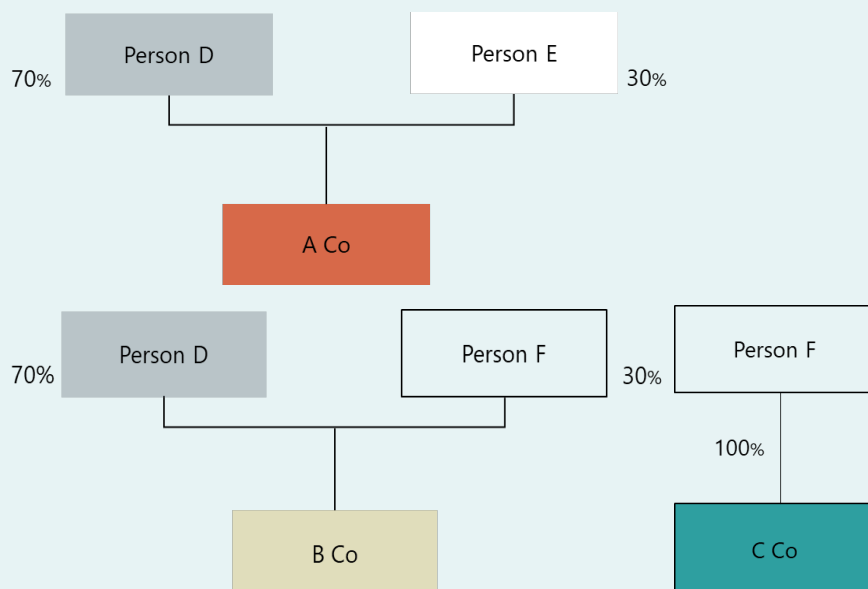 Person D
Person E
70%
30%
A Co
Person D
Person F
Person F
70%
30%
100%
B Co
C Co